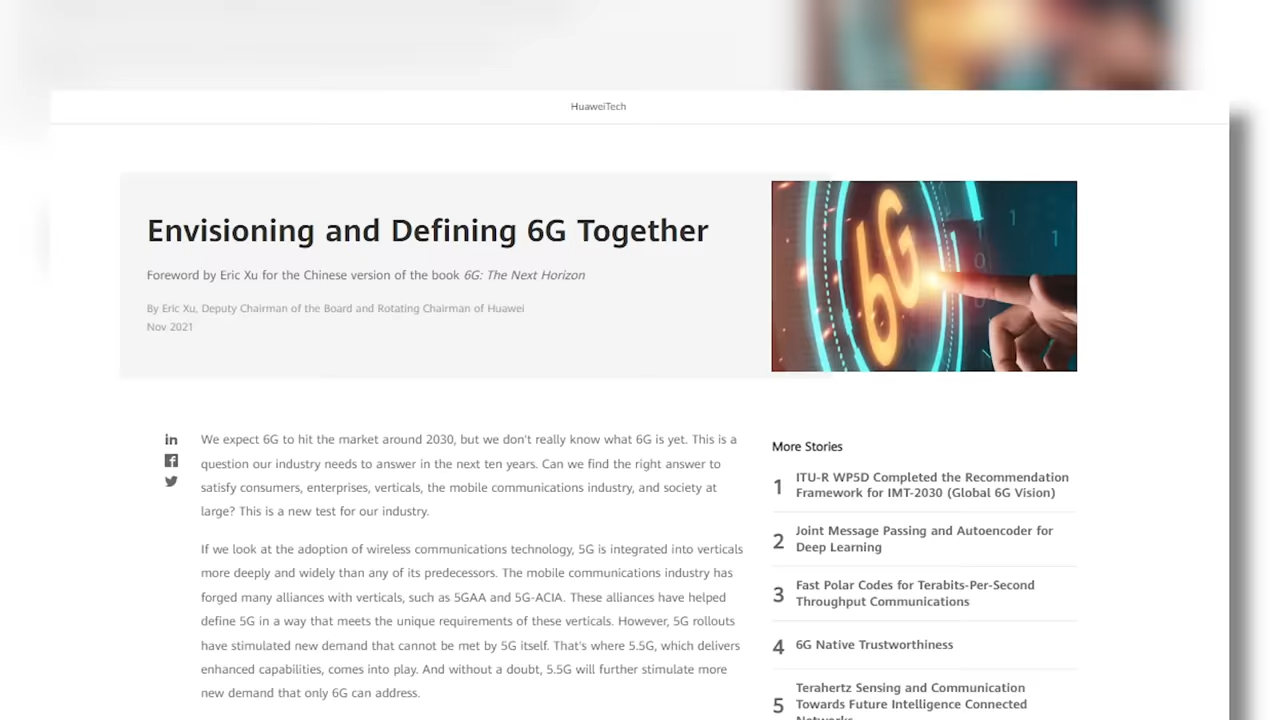 HuaweiTech
Envisioning and Defining 6G Together
Foreword by Eric Xu for the Chinese version of the book 6G: The Next Horizon
By Eric Xu, Deputy Chairman of the Board and Rotating Chairman of Huawei
Nov 2021
6G
We expect 6G to hit the market around 2030, but we don't really know what 6G is yet. This is a
question our industry needs to answer in the next ten years. Can we find the right answer to
satisfy consumers, enterprises, verticals, the mobile communications industry, and society at
large? This is a new test for our industry.
If we look at the adoption of wireless communications technology, 5G is integrated into verticals
more deeply and widely than any of its predecessors. The mobile communications industry has
forged many alliances with verticals, such as 5GAA and 5G-ACIA. These alliances have helped
define 5G in a way that meets the unique requirements of these verticals. However, 5G rollouts
have stimulated new demand that cannot be met by 5G itself. That's where 5.5G, which delivers
enhanced capabilities, comes into play. And without a doubt, 5.5G will further stimulate more
new demand that only 6G can address.
More Stories
1 ITU-R WP5D Completed the Recommendation
Framework for IMT-2030 (Global 6G Vision)
2 Joint Message Passing and Autoencoder for
Deep Learning
3 Fast Polar Codes for Terabits-Per-Second
Throughput Communications
4 6G Native Trustworthiness
5 Terahertz Sensing and Communication
Towards Future Intelligence Connected
Networks